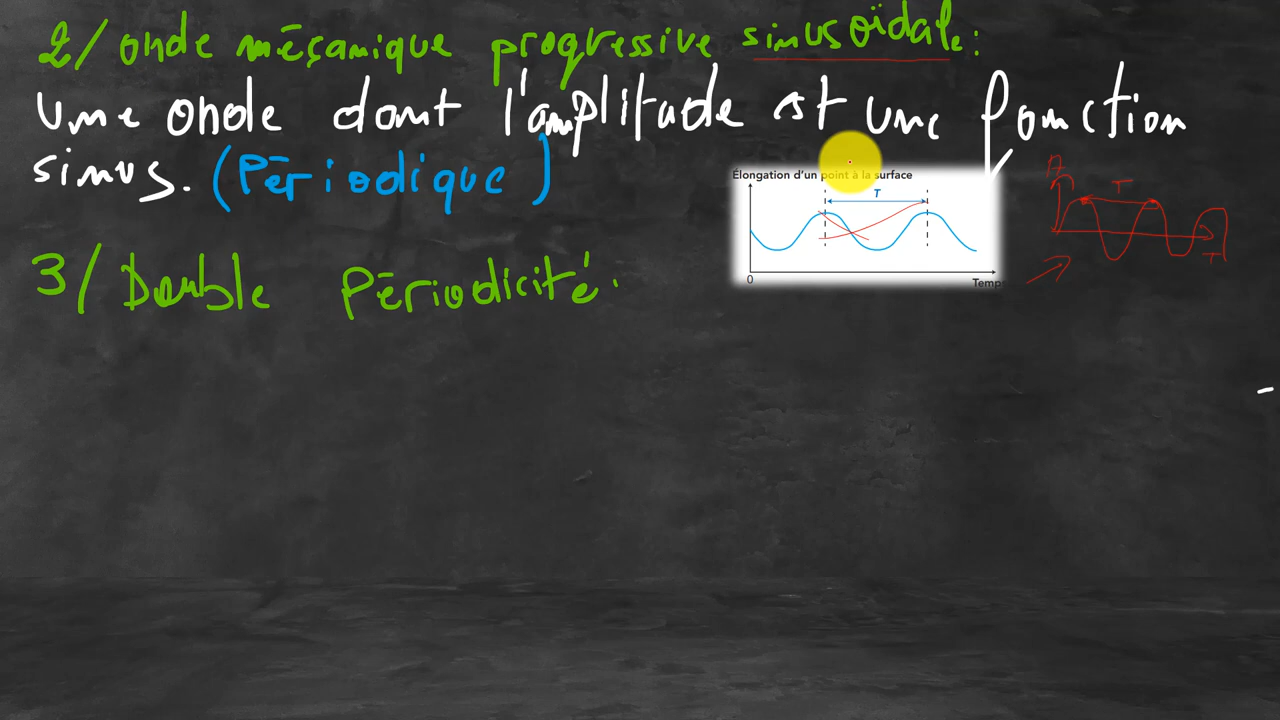 2/ onde mécanique progressive sinusoïdale:
une onde dont l'amplitude est une fonction
sinus. (Périodique)
Élongation d'un point à la surface
T
0
Temps
A
T
T
3/ Double Périodicité.